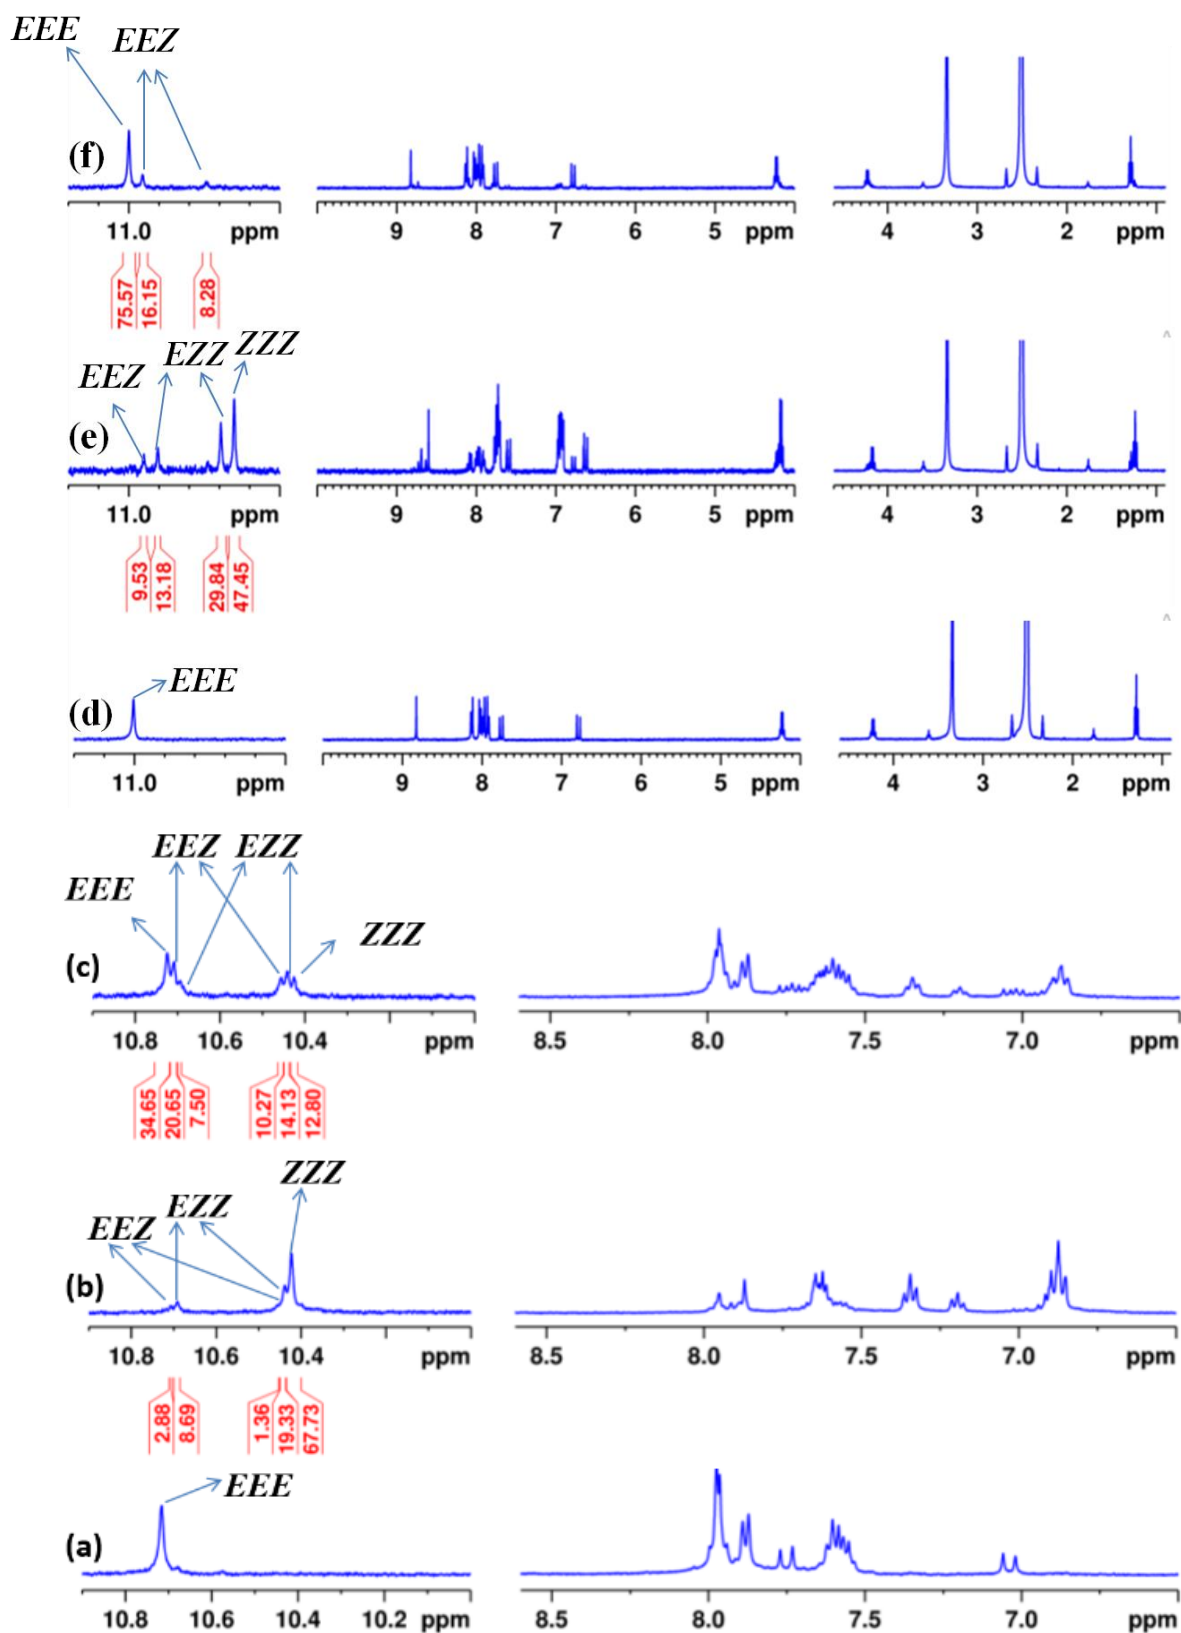 EEE EEZ
(f)
11.0 ppm 9 8 7 6 5 ppm 4 3 2 ppm
75.57 16.15 8.28
EEZ EZZ ZZZ
(e)
11.0 ppm 9 8 7 6 5 ppm 4 3 2 ppm
9.53 13.18 29.84 47.45
EEE
(d)
11.0 ppm 9 8 7 6 5 ppm 4 3 2 ppm
EEZ EZZ
EEE
ZZZ
(c)
10.8 10.6 10.4 ppm 8.5 8.0 7.5 7.0 ppm
34.65 20.65 7.50 10.27 14.13 12.80
ZZZ
EZZ
EEZ
(b)
10.8 10.6 10.4 ppm 8.5 8.0 7.5 7.0 ppm
2.88 8.69 1.36 19.33 67.73
EEE
(a)
10.8 10.6 10.4 10.2 ppm 8.5 8.0 7.5 7.0 ppm